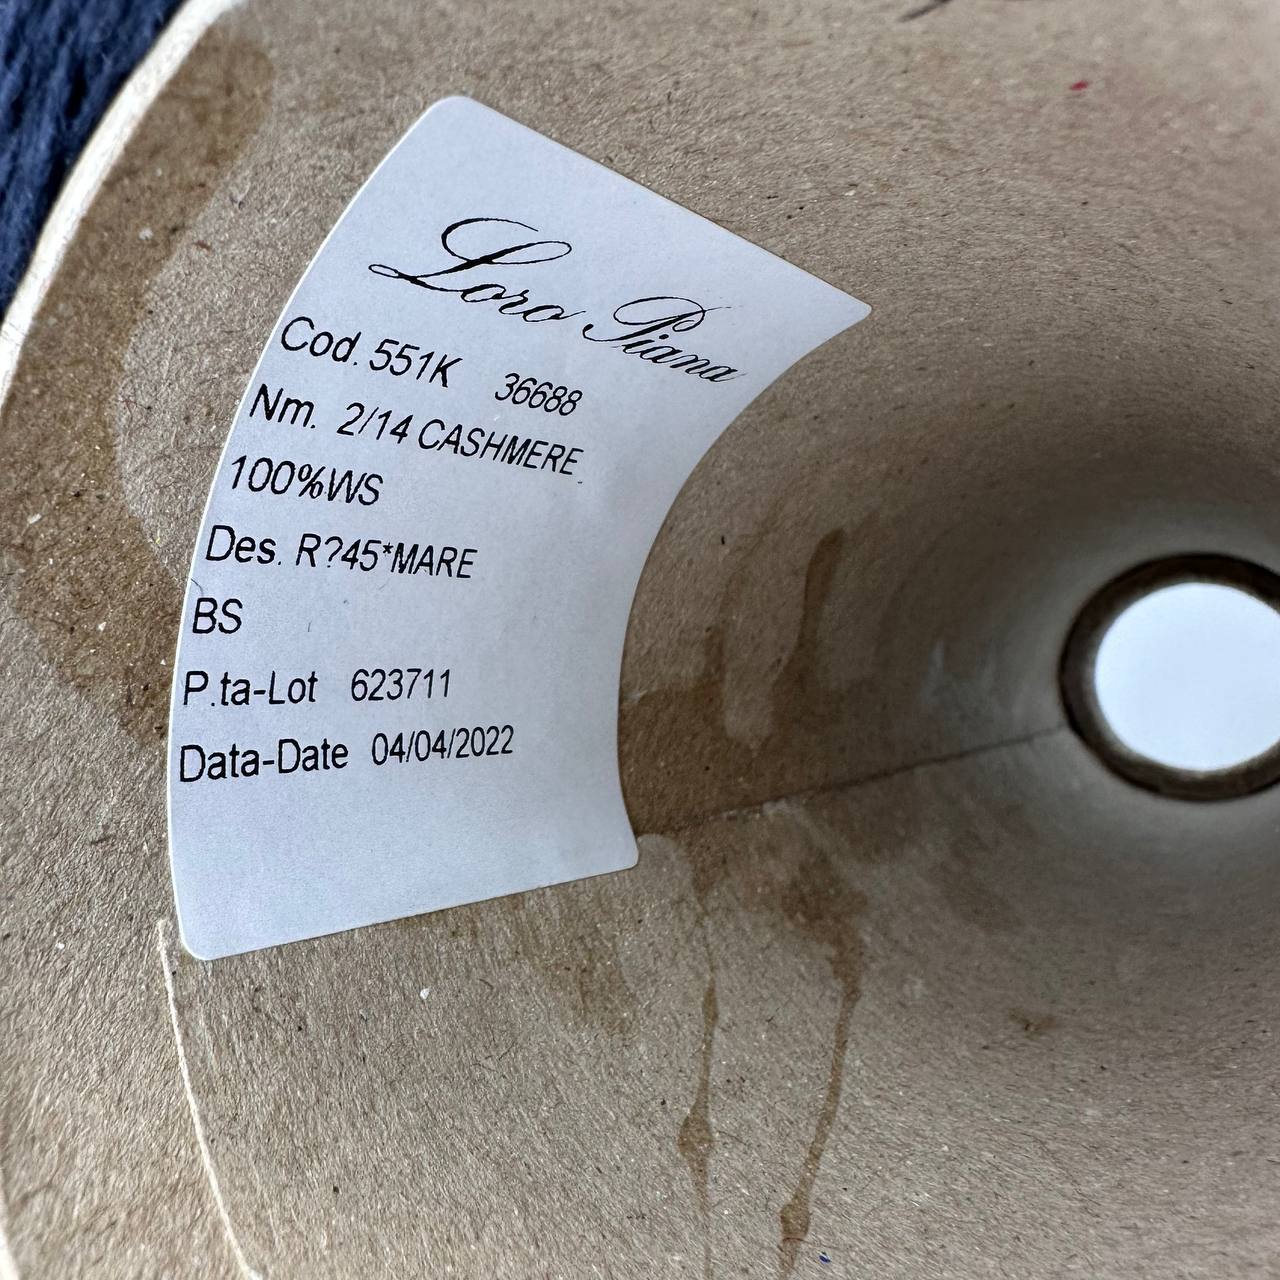 Loro Piana
Cod. 551K 36688
Nm. 2/14 CASHMERE
100%WS
Des. R?45*MARE
BS
P.ta-Lot 623711
Data-Date 04/04/2022